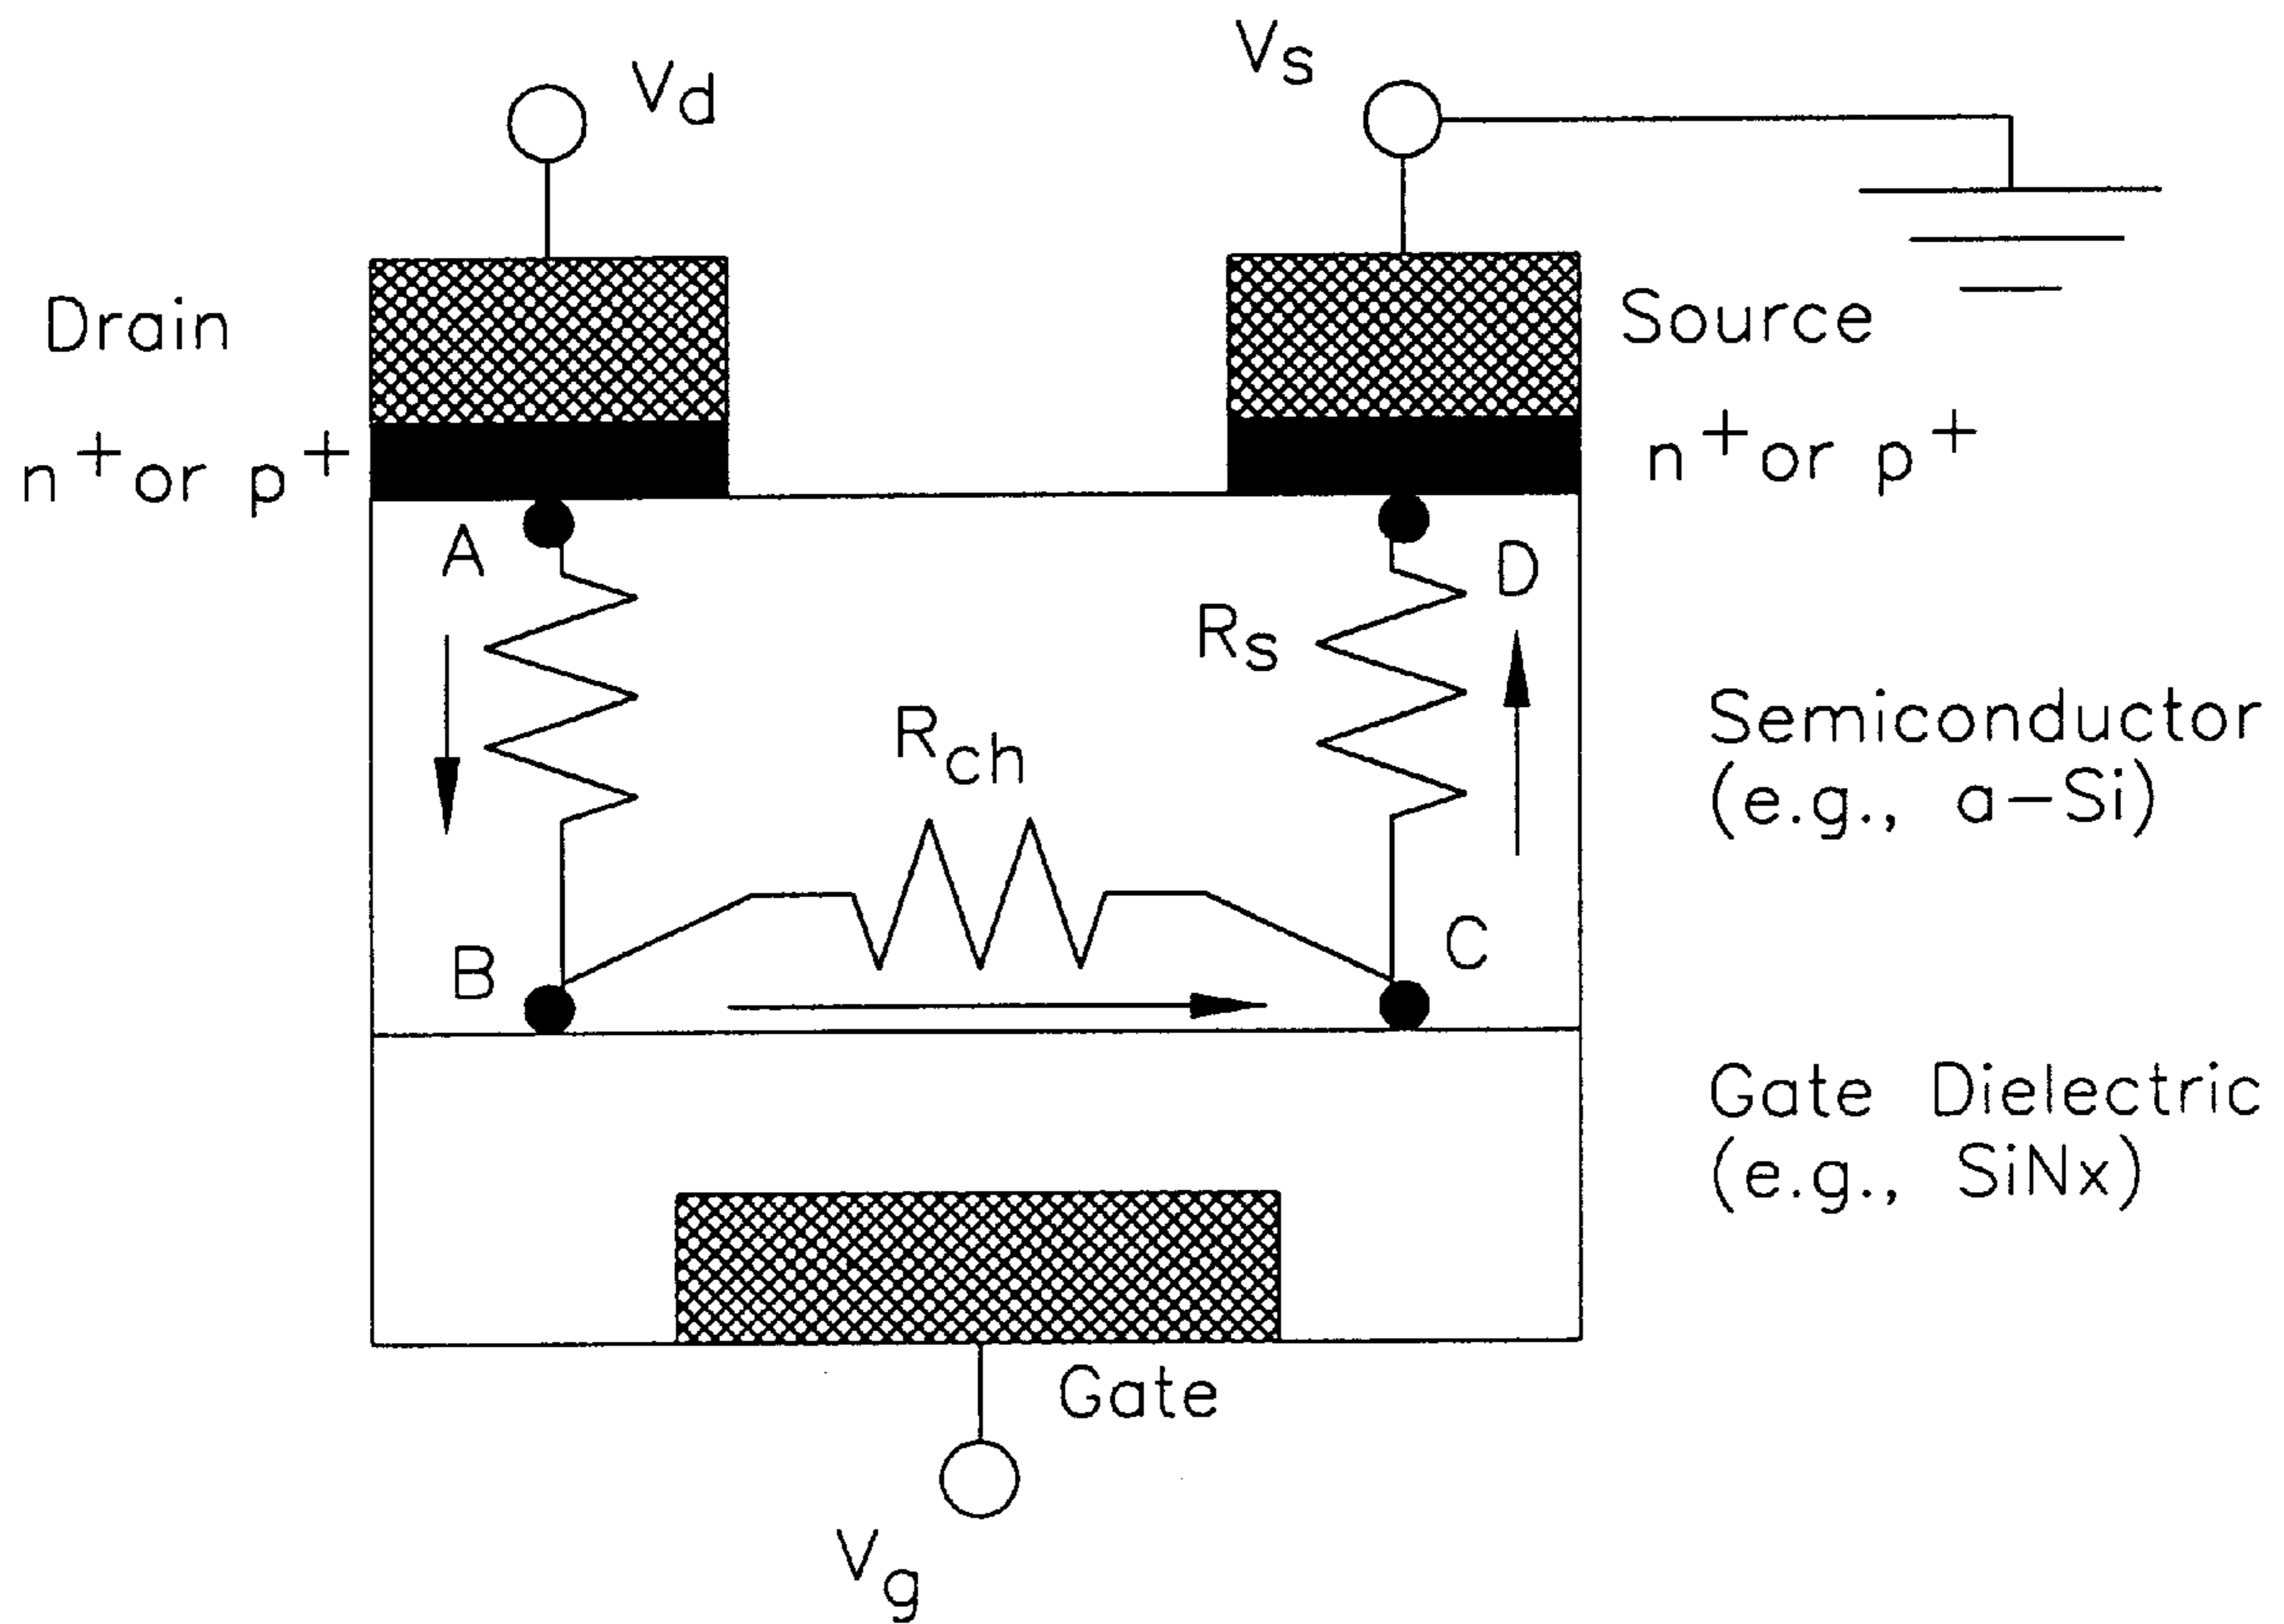 Vd
Vs
Drain
n+ or p+
Source
n+ or p+
A
D
Rs
Rch
Semiconductor
(e.g., a-Si)
B
C
Gate Dielectric
(e.g., SiNx)
Gate
Vg